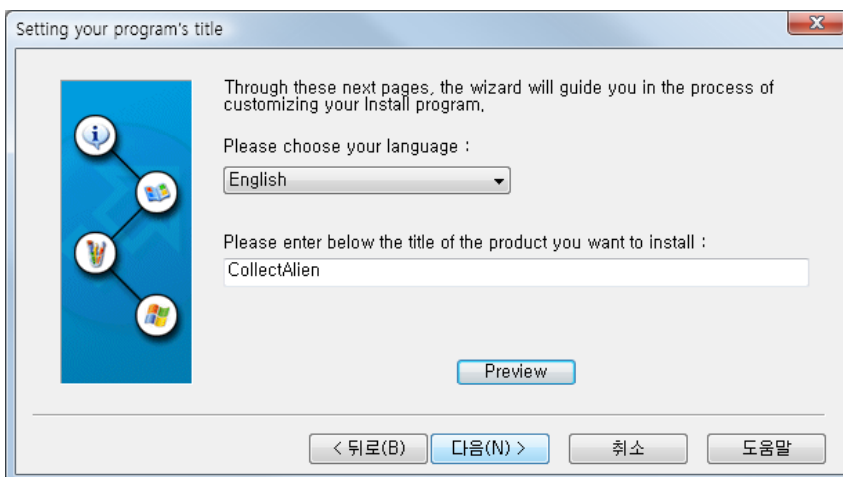 Setting your program's title
Through these next pages, the wizard will guide you in the process of
customizing your Install program.
Please choose your language :
English
Please enter below the title of the product you want to install :
CollectAlien
Preview
< 뒤로(B)
다음(N) >
취소
도움말